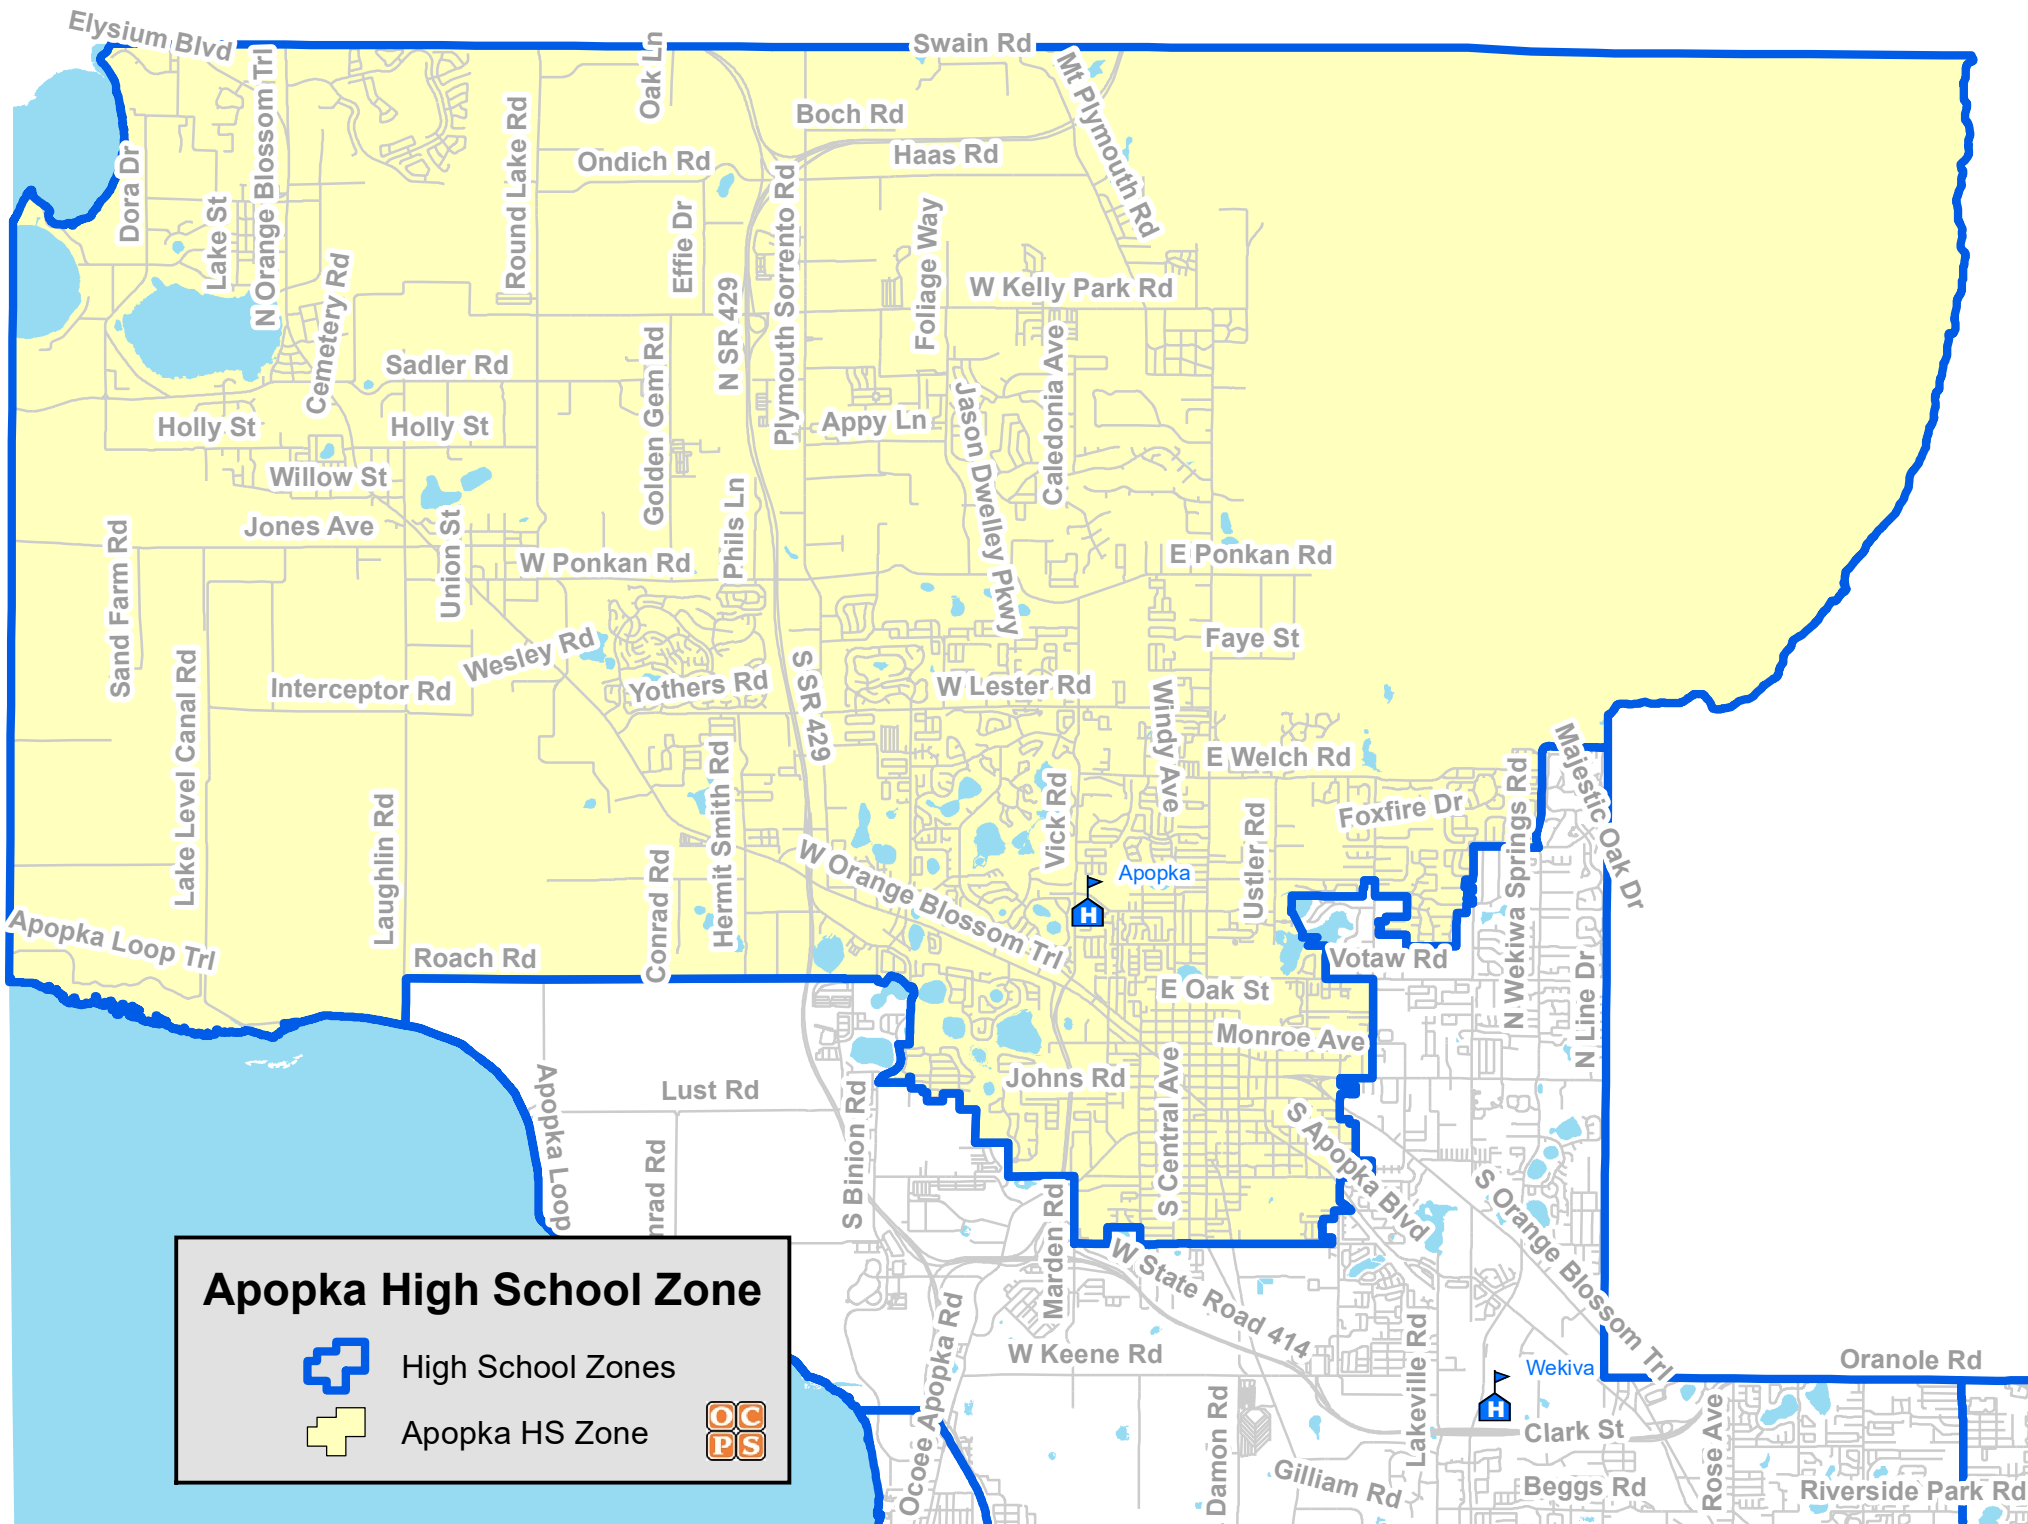 Elysium Blvd
Swain Rd
Oak Ln
Mt Plymouth Rd
N Orange Blossom Trl
Boch Rd
Round Lake Rd
Ondich Rd
Haas Rd
Dora Dr
Lake St
Plymouth Sorrento Rd
Effie Dr
Foliage Way
Cemetery Rd
N SR 429
W Kelly Park Rd
Golden Gem Rd
Caledonia Ave
Sadler Rd
Jason Dwelley Pkwy
Holly St
Holly St
Appy Ln
Willow St
Phils Ln
Jones Ave
Union St
Sand Farm Rd
W Ponkan Rd
E Ponkan Rd
Faye St
Wesley Rd
Lake Level Canal Rd
Interceptor Rd
Yothers Rd
S SR 429
W Lester Rd
Windy Ave
Hermit Smith Rd
E Welch Rd
Majestic Oak Dr
N Wekiwa Springs Rd
Vick Rd
Laughlin Rd
Foxfire Dr
Ustler Rd
Conrad Rd
W Orange Blossom Trl
Apopka
H
Apopka Loop Trl
Roach Rd
Votaw Rd
E Oak St
N Line Dr
Monroe Ave
Johns Rd
S Central Ave
Lust Rd
Apopka Loop
S Binion Rd
nrad Rd
S Apopka Blvd
S Orange Blossom Trl
Marden Rd
W State Road 414
Ocoee Apopka Rd
W Keene Rd
Lakeville Rd
Wekiva
H
Oranole Rd
Damon Rd
Clark St
Rose Ave
Gilliam Rd
Beggs Rd
Riverside Park Rd
Apopka High School Zone
High School Zones
Apopka HS Zone
OC
PS